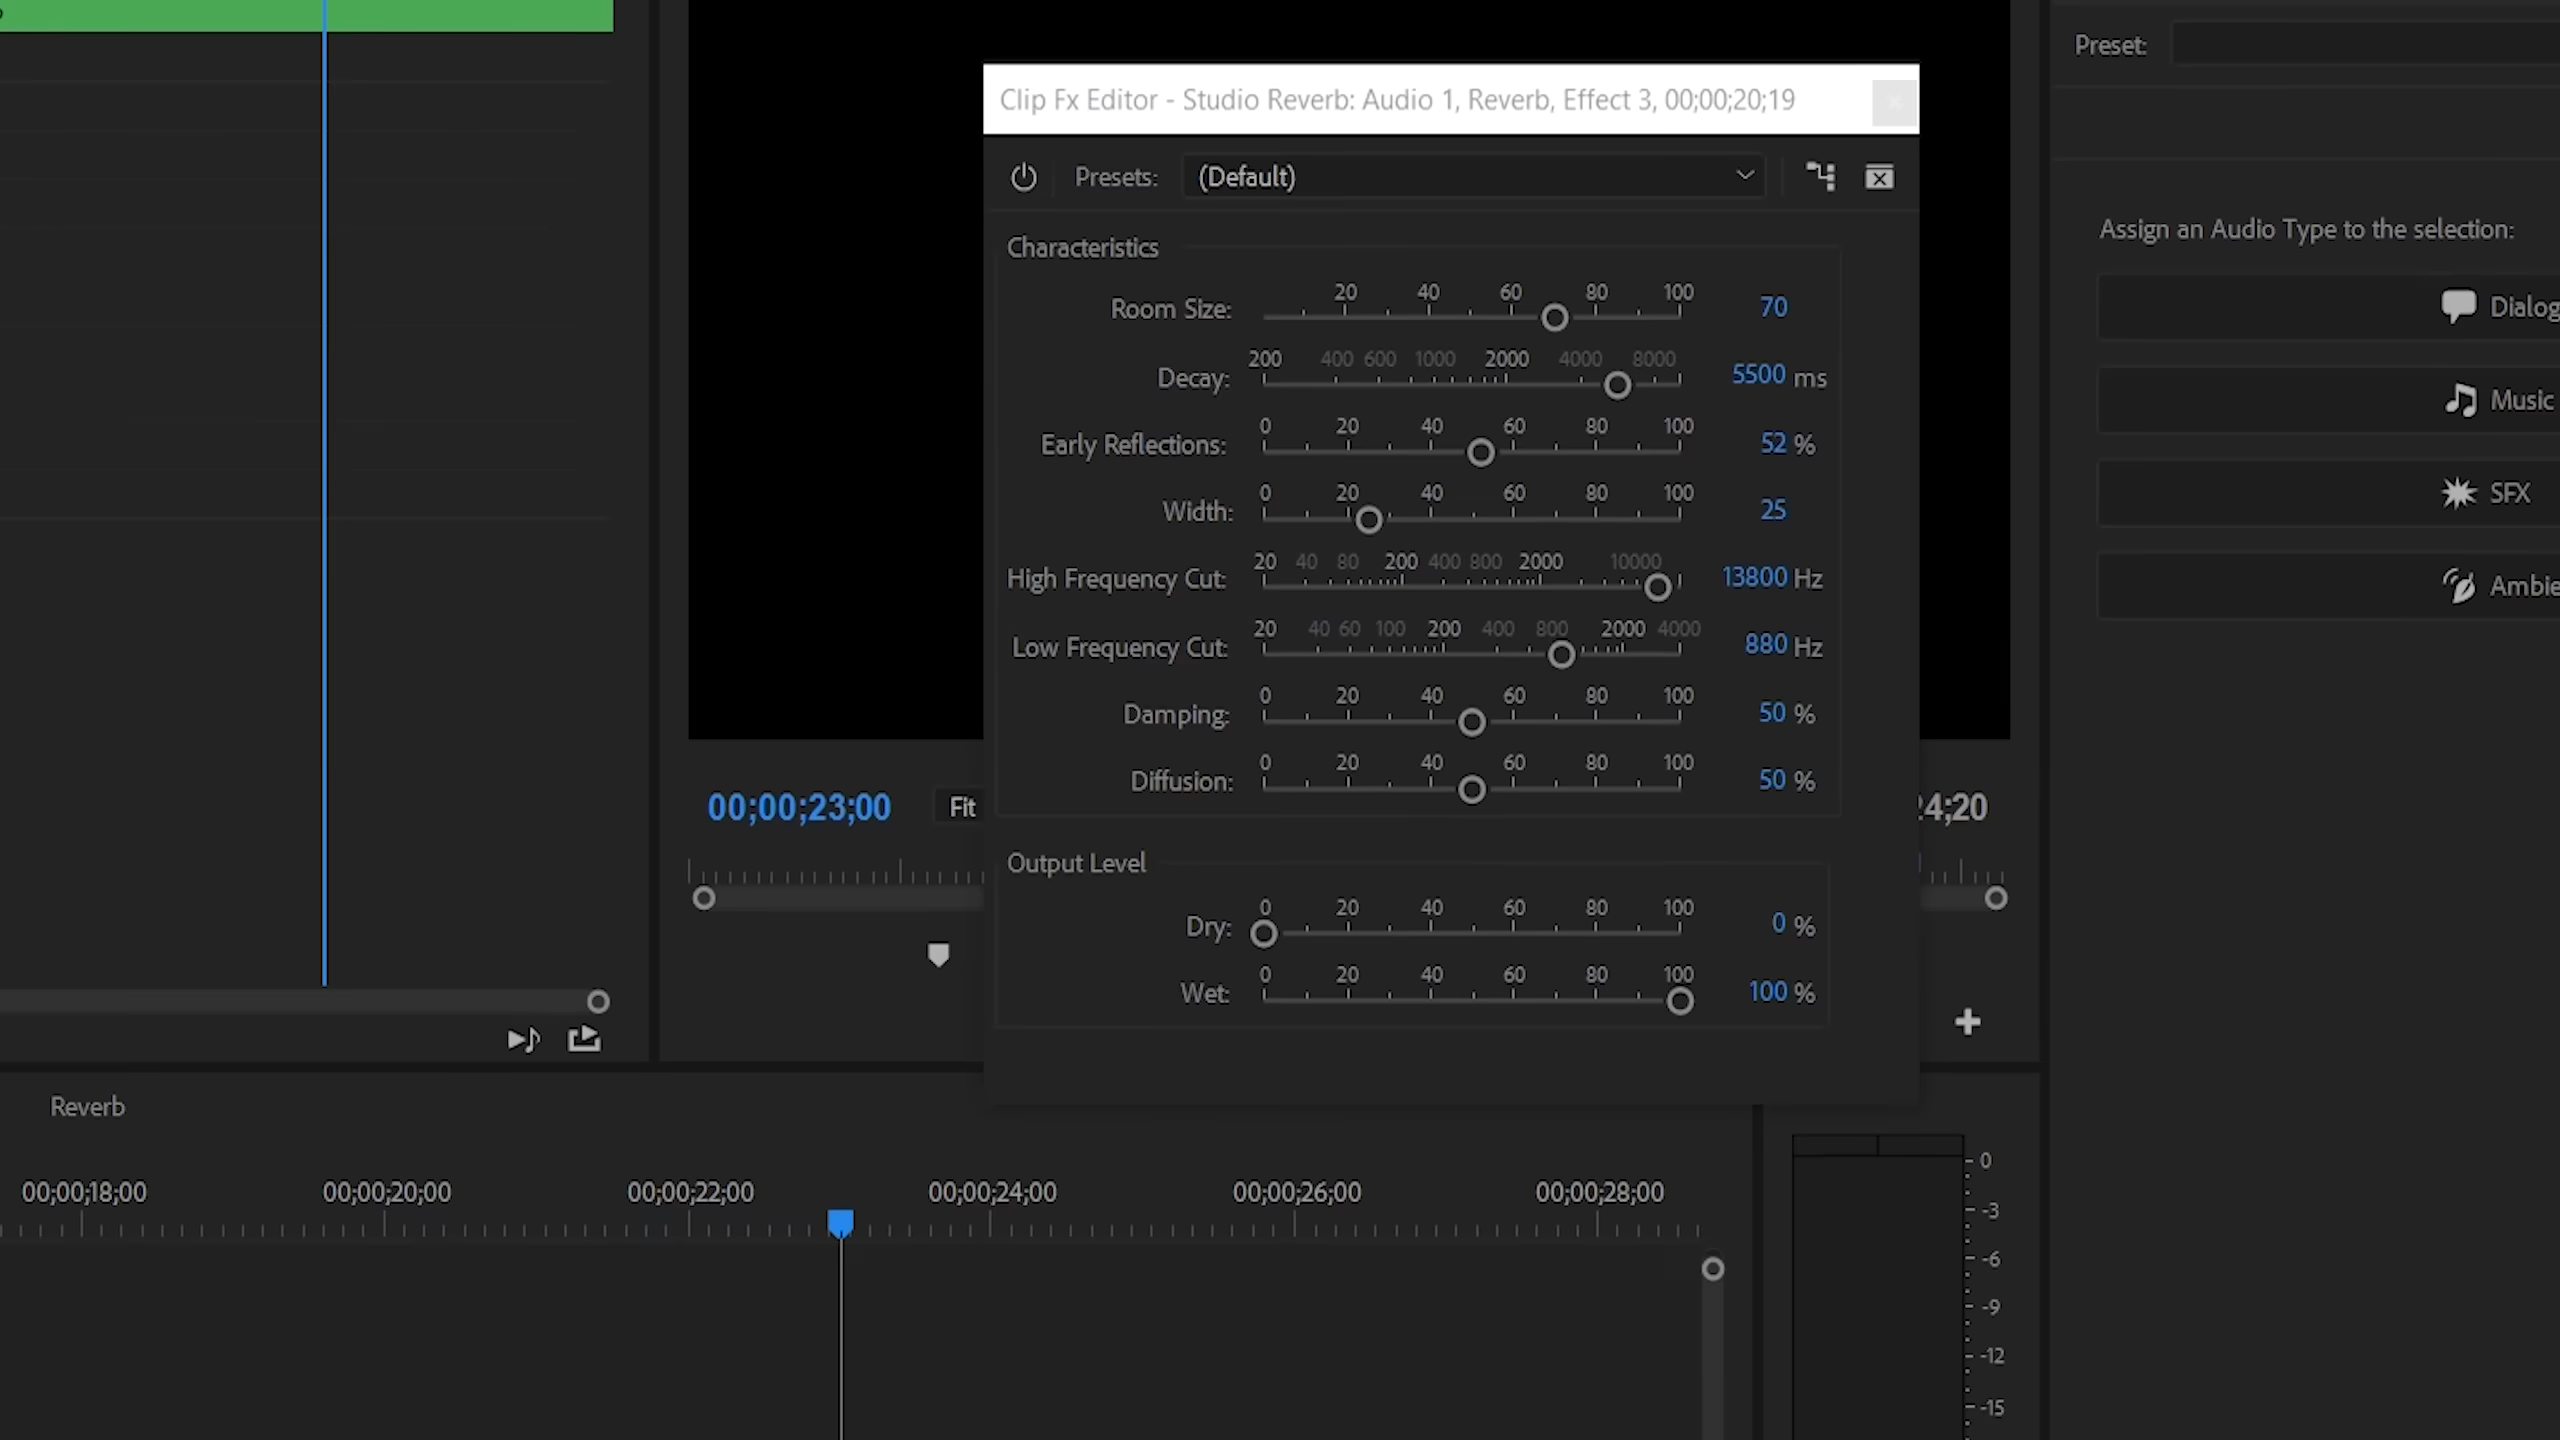 Preset:
Clip Fx Editor - Studio Reverb: Audio 1, Reverb, Effect 3, 00;00;20;19
Presets: (Default)
Characteristics
20 40 60 80 100
Room Size: 70
200 400 600 1000 2000 4000 8000
Decay: 5500 ms
0 20 40 60 80 100
Early Reflections: 52 %
0 20 40 60 80 100
Width: 25
20 40 80 200 400 800 2000 10000
High Frequency Cut: 13800 Hz
20 40 60 100 200 400 800 2000 4000
Low Frequency Cut: 880 Hz
0 20 40 60 80 100
Damping: 50 %
0 20 40 60 80 100
Diffusion: 50 %
Output Level
0 20 40 60 80 100
Dry: 0 %
0 20 40 60 80 100
Wet: 100 %
Assign an Audio Type to the selection:
Dialog
Music
SFX
Ambie
00;00;23;00 Fit
4;20
Reverb
00;00;18;00 00;00;20;00 00;00;22;00 00;00;24;00 00;00;26;00 00;00;28;00
0
-3
-6
-9
-12
-15